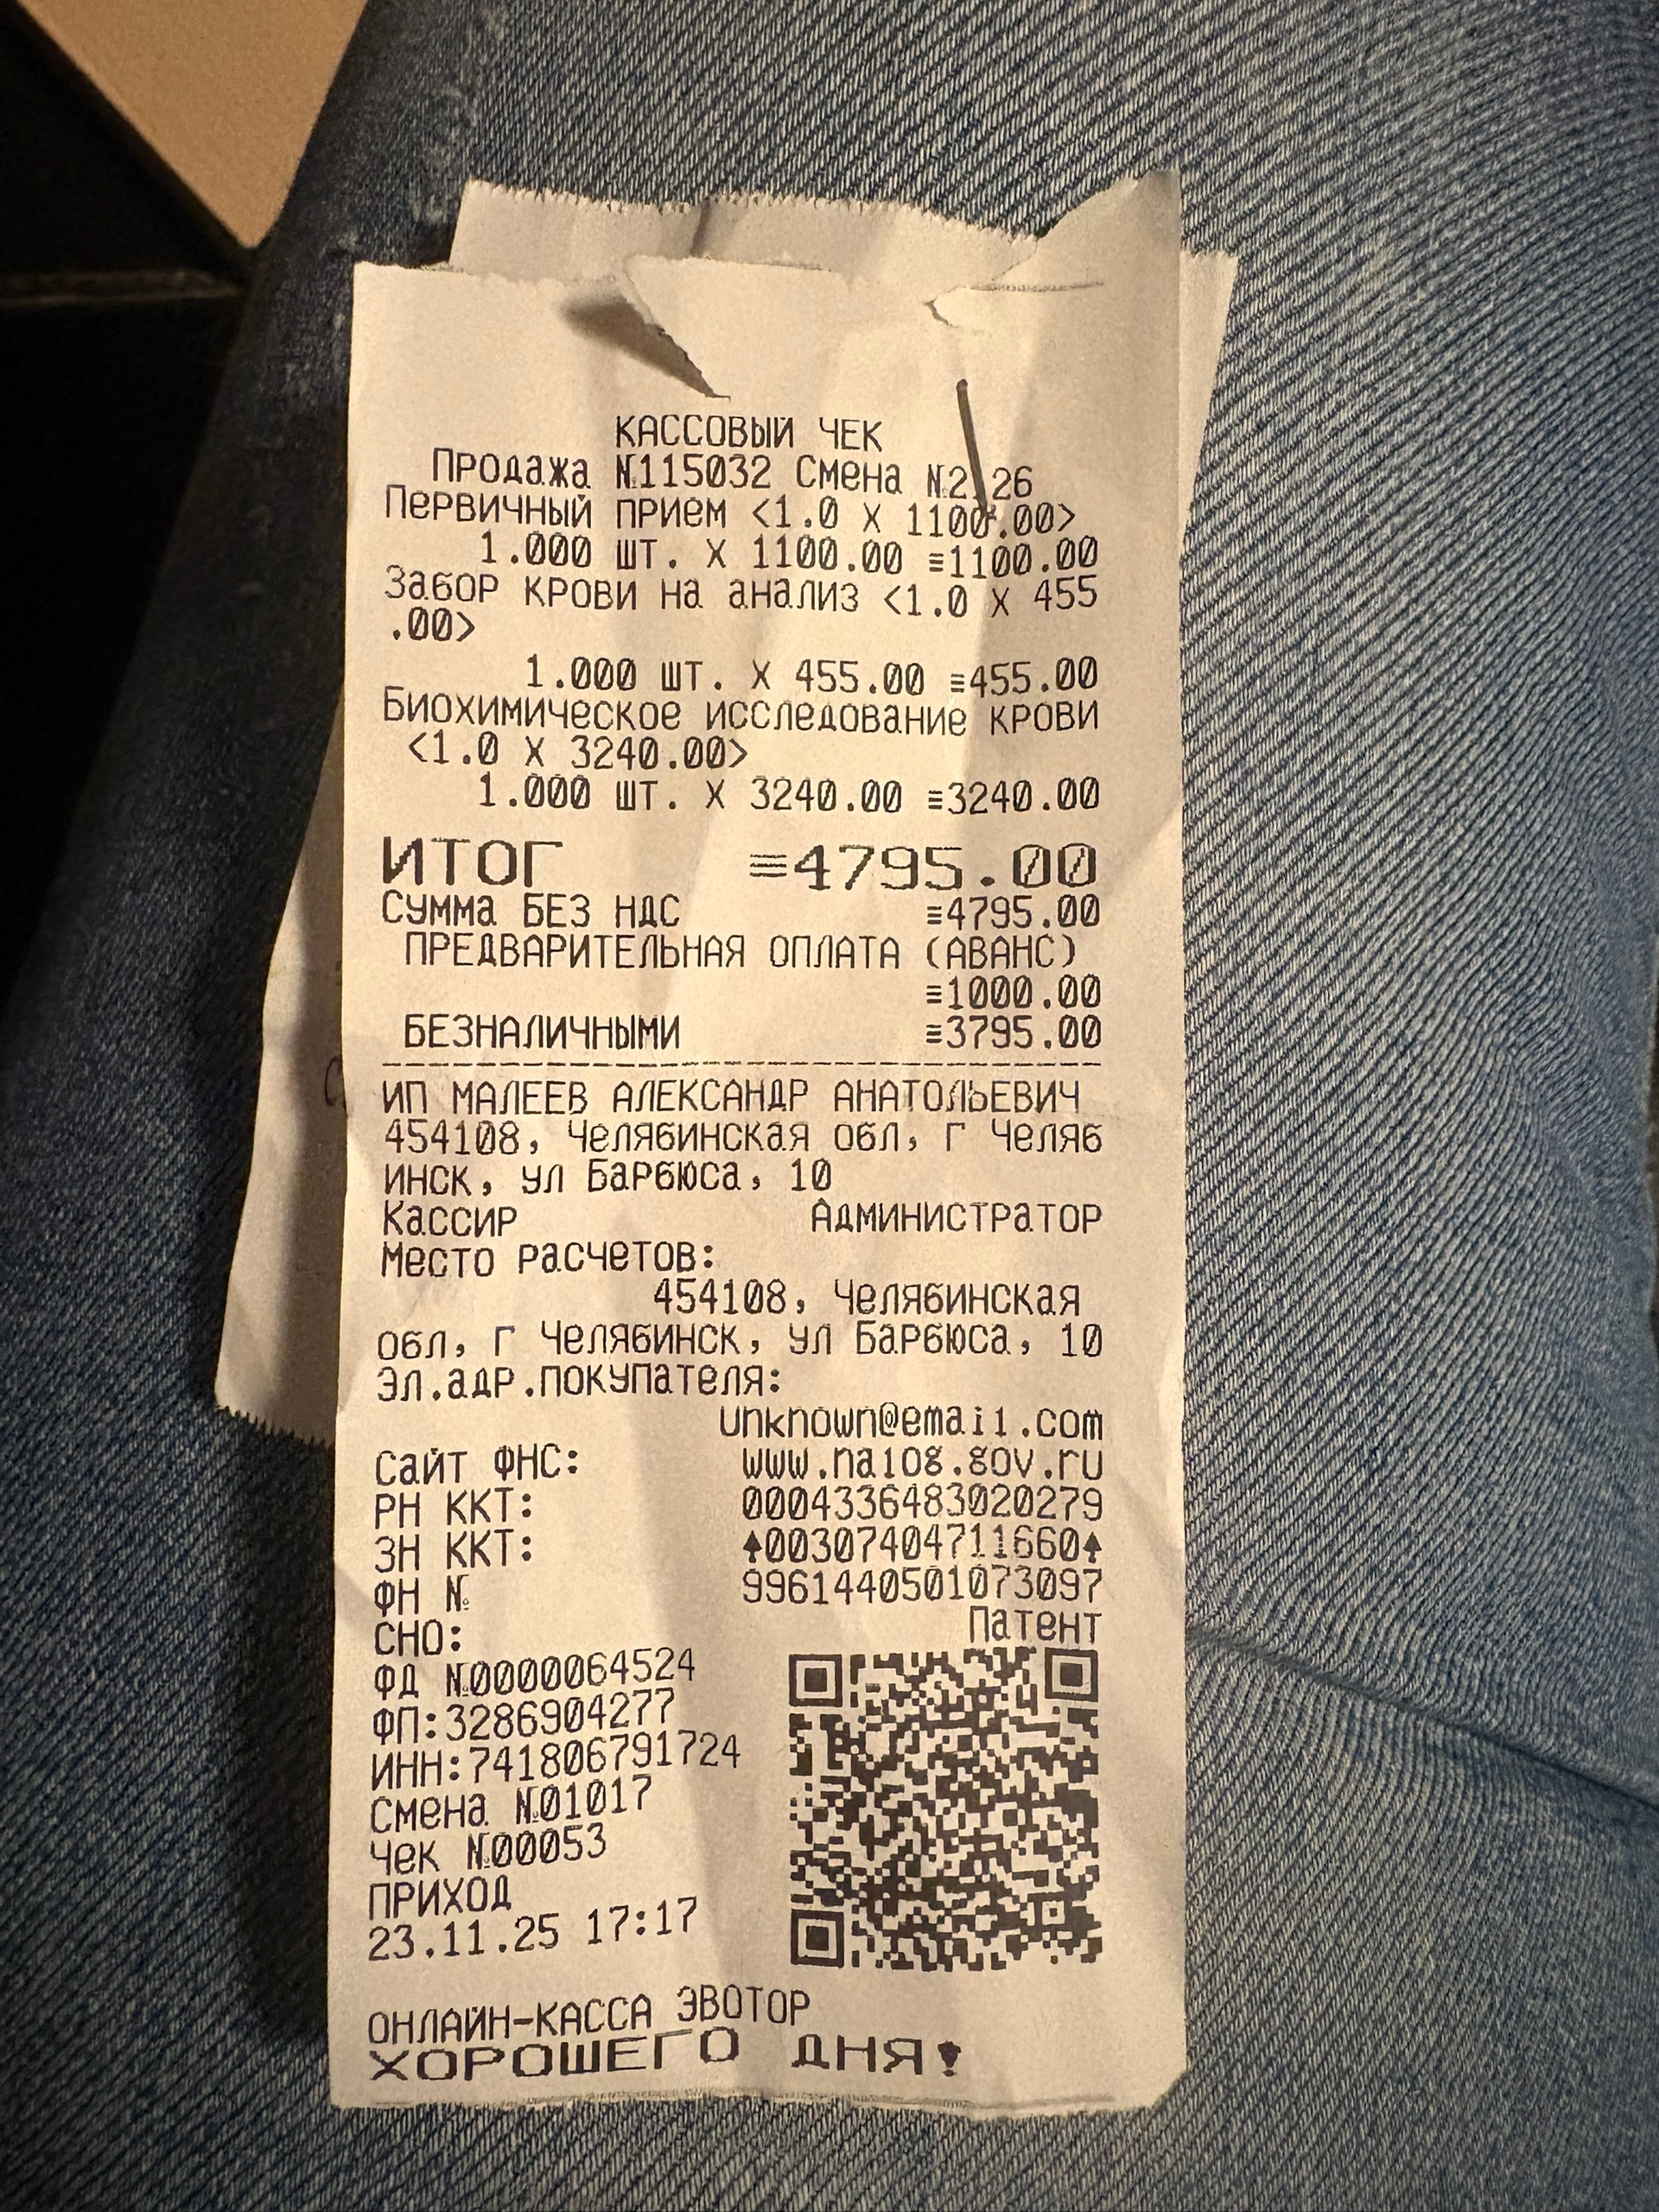 КАССОВЫЙ ЧЕК
Продажа №115032 Смена
Первичный прием <1.0 X 1100.00>
1.000 шт. X 1100.00 ≡1100.00
Забор крови на анализ <1.0 X 455
.00>
1.000 шт. X 455.00 ≡455.00
Биохимическое исследование крови
<1.0 X 3240.00>
1.000 шт. X 3240.00 ≡3240.00
ИТОГ ≡4795.00
Сумма БЕЗ НДС ≡4795.00
ПРЕДВАРИТЕЛЬНАЯ ОПЛАТА (АВАНС)
≡1000.00
БЕЗНАЛИЧНЫМИ ≡3795.00
ИП МАЛЕЕВ АЛЕКСАНДР АНАТОЛЬЕВИЧ
454108, Челябинская обл, г Челяб
инск, ул Барбюса, 10
Кассир Администратор
Место расчетов:
454108, Челябинская
обл, г Челябинск, ул Барбюса, 10
Эл.адр.покупателя:
unknown@email.com
Сайт ФНС: www.nalog.gov.ru
РН ККТ: 0004336483020279
ЗН ККТ: ↑00307404711660↑
ФН № 9961440501073097
СНО: Патент
ФД №0000064524
ФП:3286904277
ИНН:741806791724
Смена №01017
Чек №00053
ПРИХОД
23.11.25 17:17
ОНЛАЙН-КАССА ЭВОТОР
ХОРОШЕГО ДНЯ!